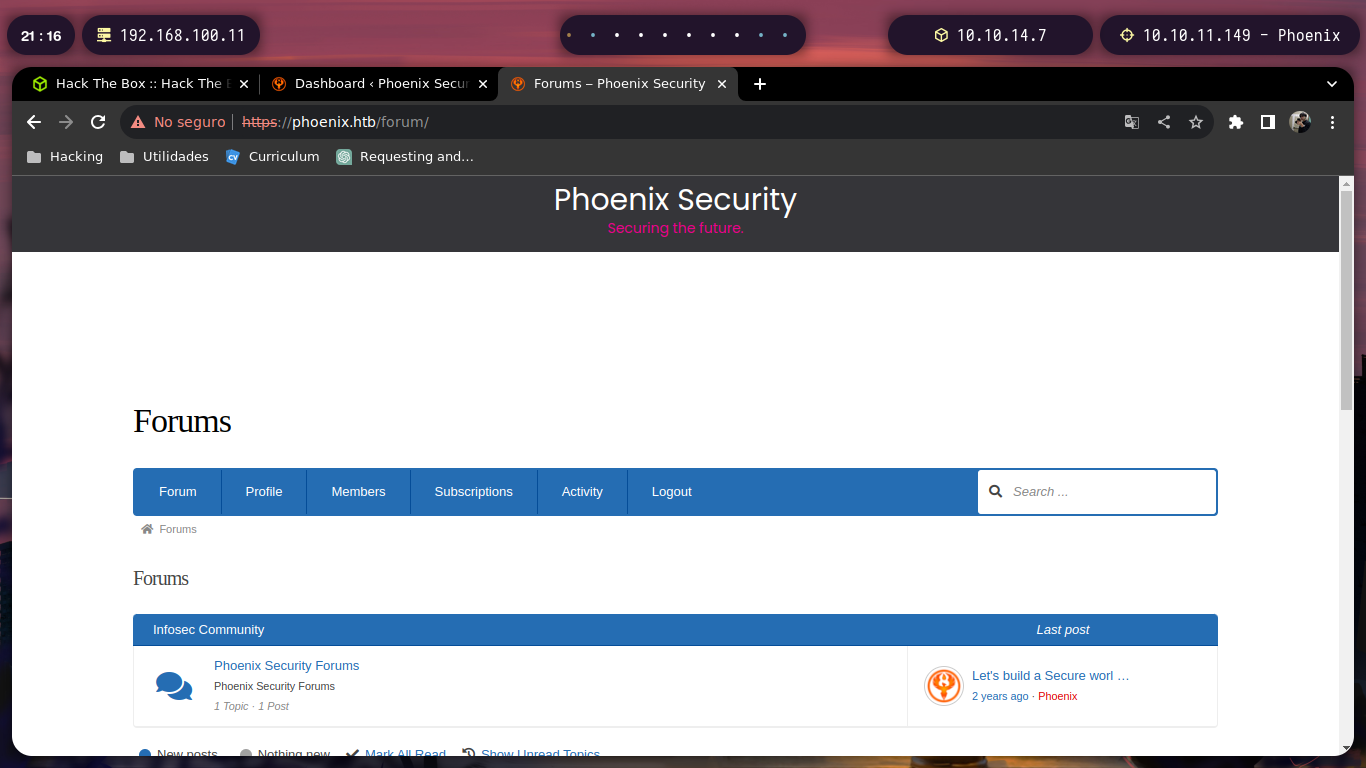 21 : 16 192.168.100.11 10.10.14.7 10.10.11.149 - Phoenix
Hack The Box :: Hack The B Dashboard ‹ Phoenix Secur Forums – Phoenix Security
No seguro https://phoenix.htb/forum/
Hacking Utilidades CV Curriculum Requesting and...
Phoenix Security
Securing the future.
Forums
Forum Profile Members Subscriptions Activity Logout Search ...
Forums
Forums
Infosec Community Last post
Phoenix Security Forums
Phoenix Security Forums
1 Topic · 1 Post
Let's build a Secure worl …
2 years ago · Phoenix
New posts Nothing new Mark All Read Show Unread Topics